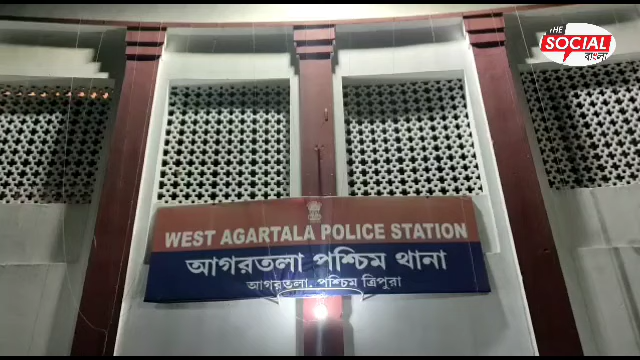 THE
SOCIAL
বাংলা
WEST AGARTALA POLICE STATION
আগরতলা পশ্চিম থানা
আগরতলা, পশ্চিম ত্রিপুরা